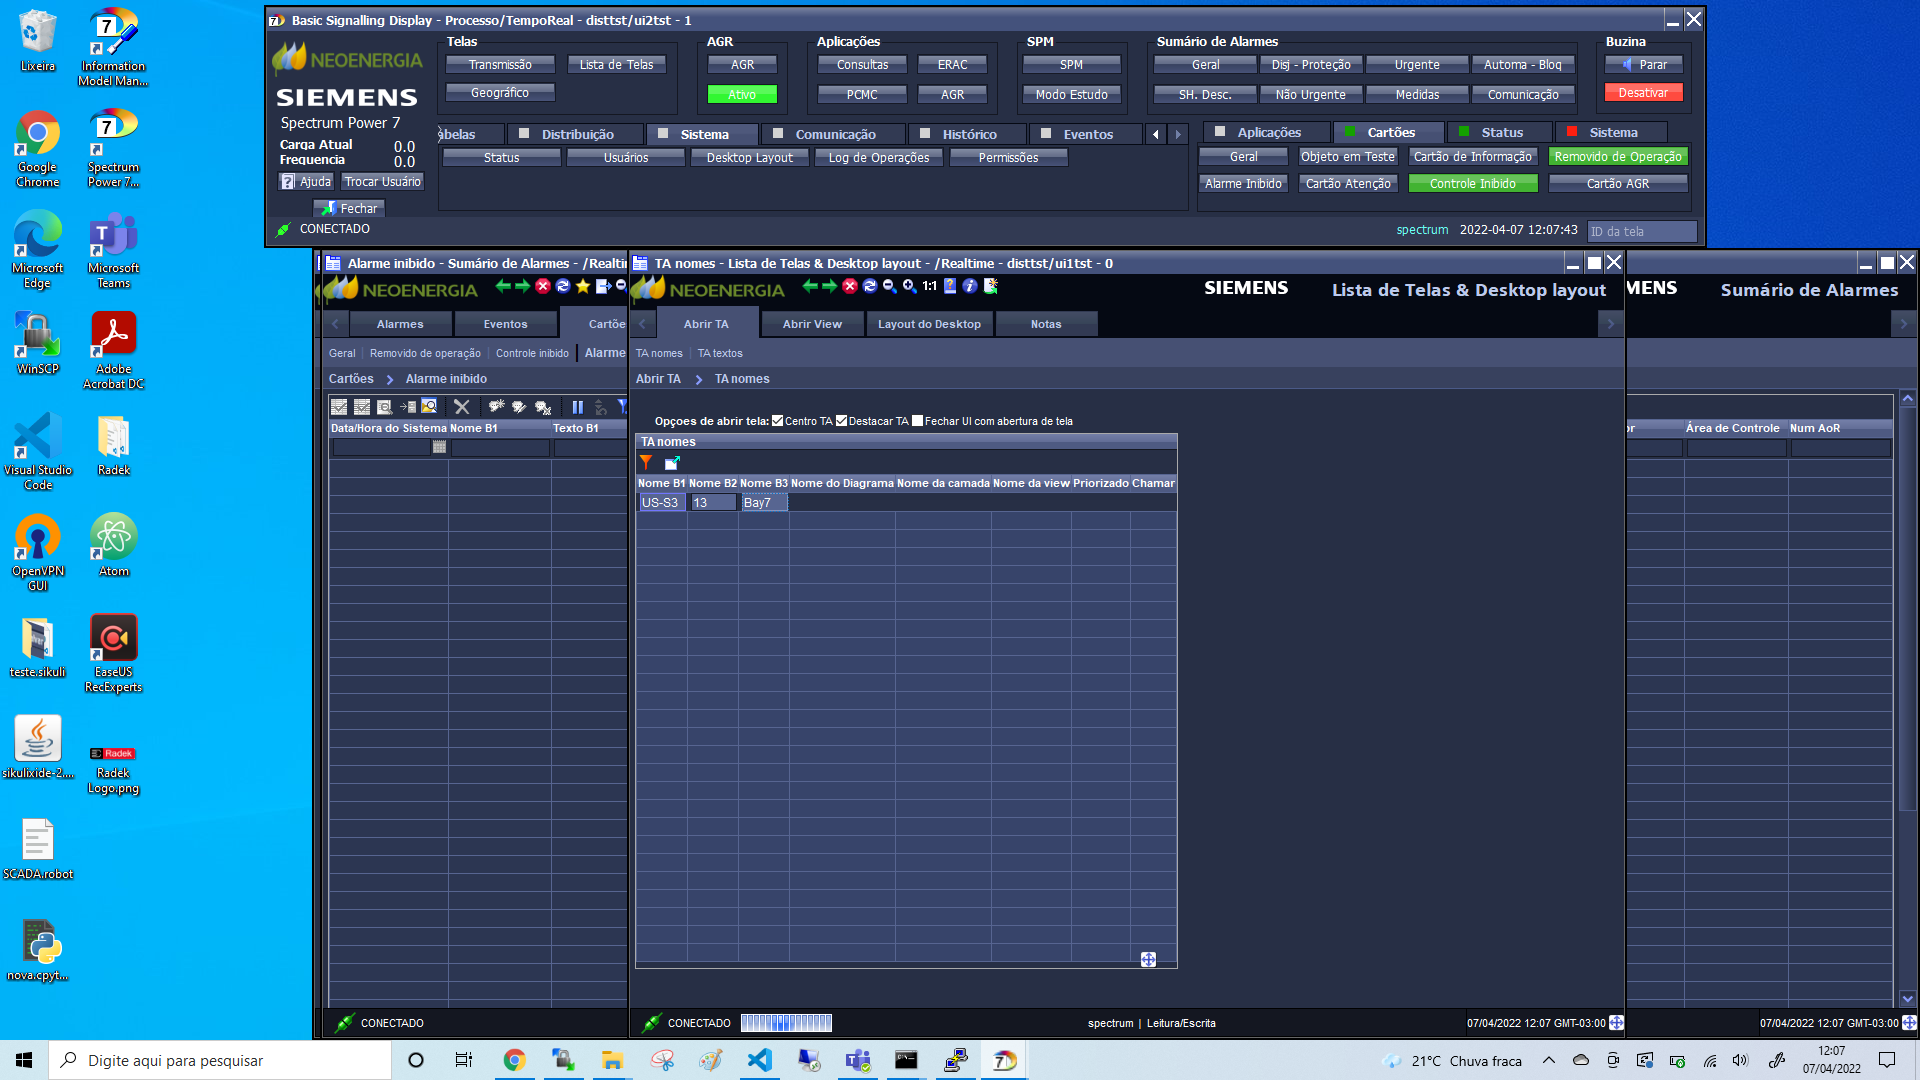 Basic Signalling Display - Processo/TempoReal - disttst/ui2tst - 1
NEOENERGIA
SIEMENS
Spectrum Power 7
Carga Atual 0.0
Frequencia 0.0
Ajuda Trocar Usuário
Fechar
CONECTADO
Telas
Transmissão Lista de Telas
Geográfico
AGR
AGR
Ativo
Aplicações
Consultas ERAC
PCMC AGR
SPM
SPM
Modo Estudo
Sumário de Alarmes
Geral Disj - Proteção Urgente Automa - Bloq
SH. Desc. Não Urgente Medidas Comunicação
Buzina
Parar
Desativar
abelas Distribuição Sistema Comunicação Histórico Eventos
Status Usuários Desktop Layout Log de Operações Permissões
Aplicações Cartões Status Sistema
Geral Objeto em Teste Cartão de Informação Removido de Operação
Alarme Inibido Cartão Atenção Controle Inibido Cartão AGR
spectrum 2022-04-07 12:07:43 ID da tela
Alarme inibido - Sumário de Alarmes - /Realtir
NEOENERGIA
Alarmes Eventos Cartõe
Geral Removido de operação Controle inibido Alarme
Cartões Alarme inibido
Data/Hora do Sistema Nome B1 Texto B1
CONECTADO
TA nomes - Lista de Telas & Desktop layout - /Realtime - disttst/ui1tst - 0
NEOENERGIA 1:1 SIEMENS Lista de Telas & Desktop layout
Abrir TA Abrir View Layout do Desktop Notas
TA nomes TA textos
Abrir TA TA nomes
Opçoes de abrir tela: Centro TA Destacar TA Fechar UI com abertura de tela
TA nomes
Nome B1 Nome B2 Nome B3 Nome do Diagrama Nome da camada Nome da view Priorizado Chamar
US-S3 13 Bay7
CONECTADO spectrum | Leitura/Escrita 07/04/2022 12:07 GMT-03:00
MENS Sumário de Alarmes
or Área de Controle Num AoR
07/04/2022 12:07 GMT-03:00
Lixeira
Information Model Man...
Google Chrome
Spectrum Power 7...
Microsoft Edge
Microsoft Teams
WinSCP
Adobe Acrobat DC
Visual Studio Code
Radek
OpenVPN GUI
Atom
teste.sikuli
EaseUS RecExperts
sikulixide-2....
Radek
Radek Logo.png
SCADA.robot
nova.cpyt...
Digite aqui para pesquisar
21°C Chuva fraca
12:07
07/04/2022